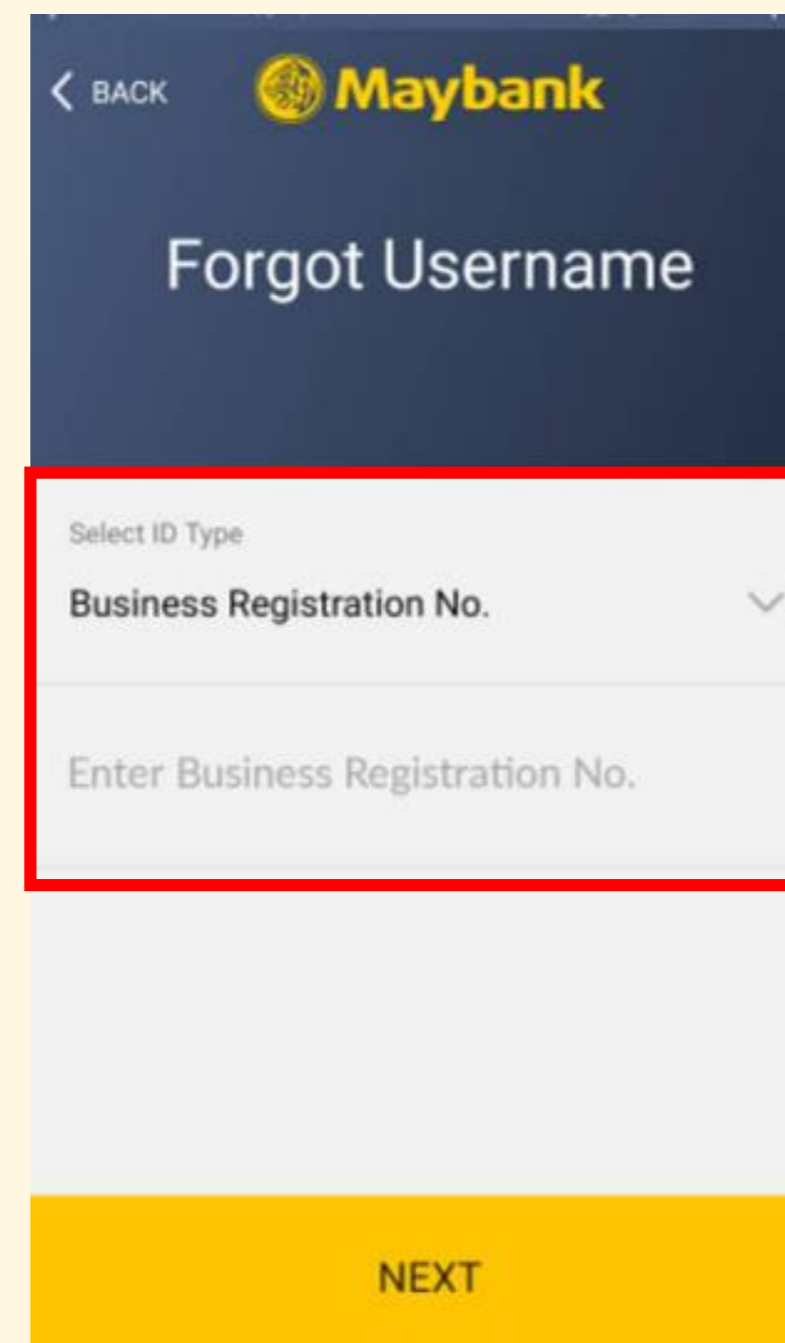 BACK
Maybank
Forgot Username
Select ID Type
Business Registration No.
Enter Business Registration No.
NEXT